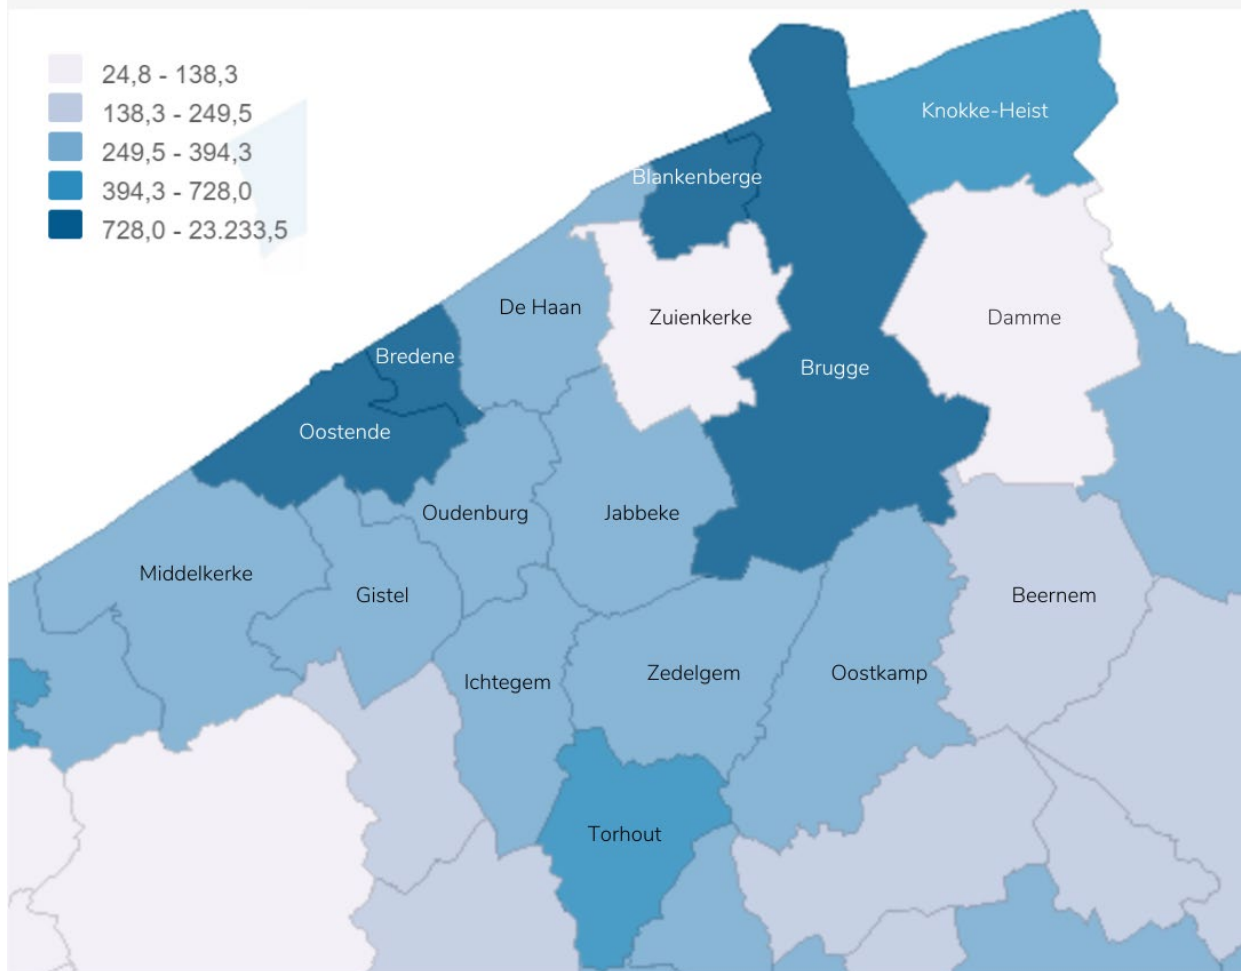 24,8 - 138,3
138,3 - 249,5
249,5 - 394,3
394,3 - 728,0
728,0 - 23.233,5
Knokke-Heist
Blankenberge
De Haan
Zuienkerke
Damme
Bredene
Brugge
Oostende
Oudenburg
Jabbeke
Middelkerke
Gistel
Beernem
Ichtegem
Zedelgem
Oostkamp
Torhout